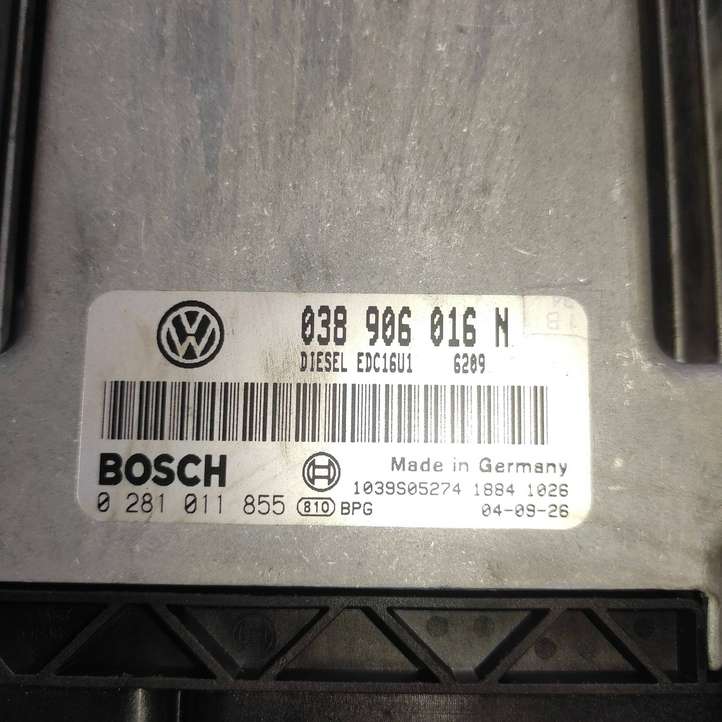 038 906 016 N
DIESEL EDC16U1 6209
BOSCH
Made in Germany
1039S05274 1884 1026
0 281 011 855 810 BPG 04-09-26